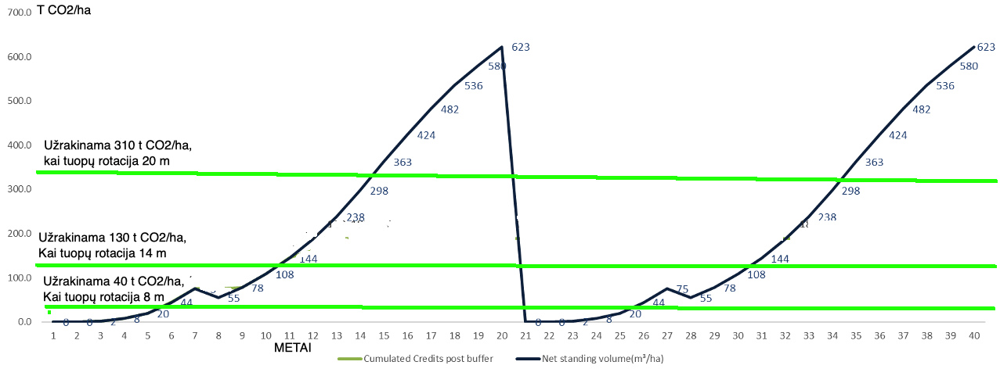 700.0 T CO2/ha
600.0
500.0
400.0
300.0
200.0
100.0
0.0
Užrakinama 310 t CO2/ha,
kai tuopų rotacija 20 m
Užrakinama 130 t CO2/ha,
Kai tuopų rotacija 14 m
Užrakinama 40 t CO2/ha,
Kai tuopų rotacija 8 m
0 0 2 8 20 44 55 78 108 144 238 298 363 424 482 536 580 623
0 0 2 8 20 44 75 55 78 108 144 238 298 363 424 482 536 580 623
1 2 3 4 5 6 7 8 9 10 11 12 13 14 15 16 17 18 19 20 21 22 23 24 25 26 27 28 29 30 31 32 33 34 35 36 37 38 39 40
METAI
Cumulated Credits post buffer Net standing volume(m³/ha)